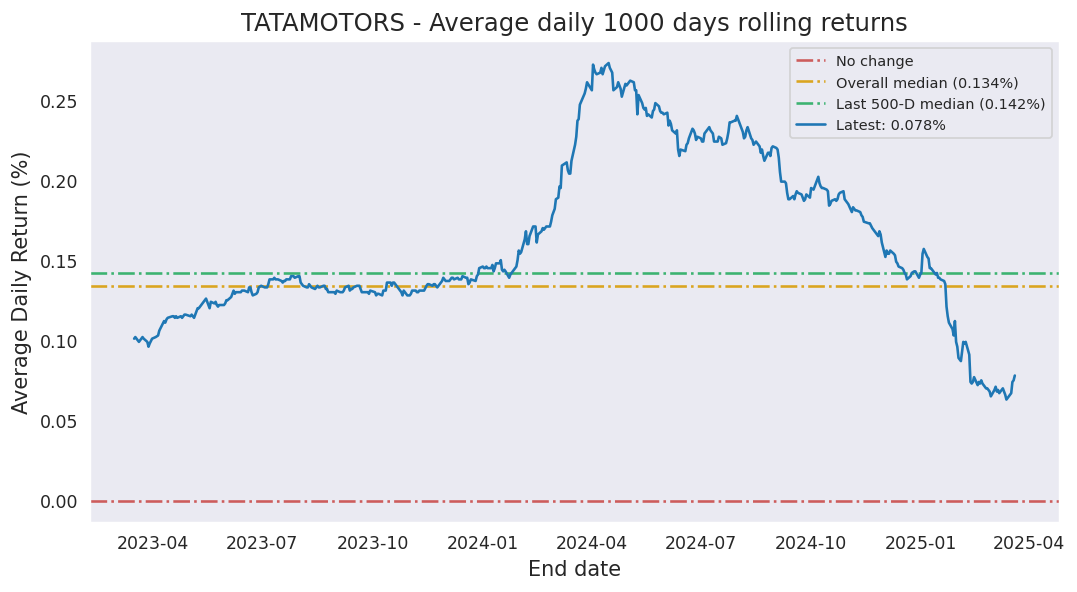 TATAMOTORS - Average daily 1000 days rolling returns
No change
Overall median (0.134%)
Last 500-D median (0.142%)
Latest: 0.078%
Average Daily Return (%)
0.25
0.20
0.15
0.10
0.05
0.00
2023-04 2023-07 2023-10 2024-01 2024-04 2024-07 2024-10 2025-01 2025-04
End date